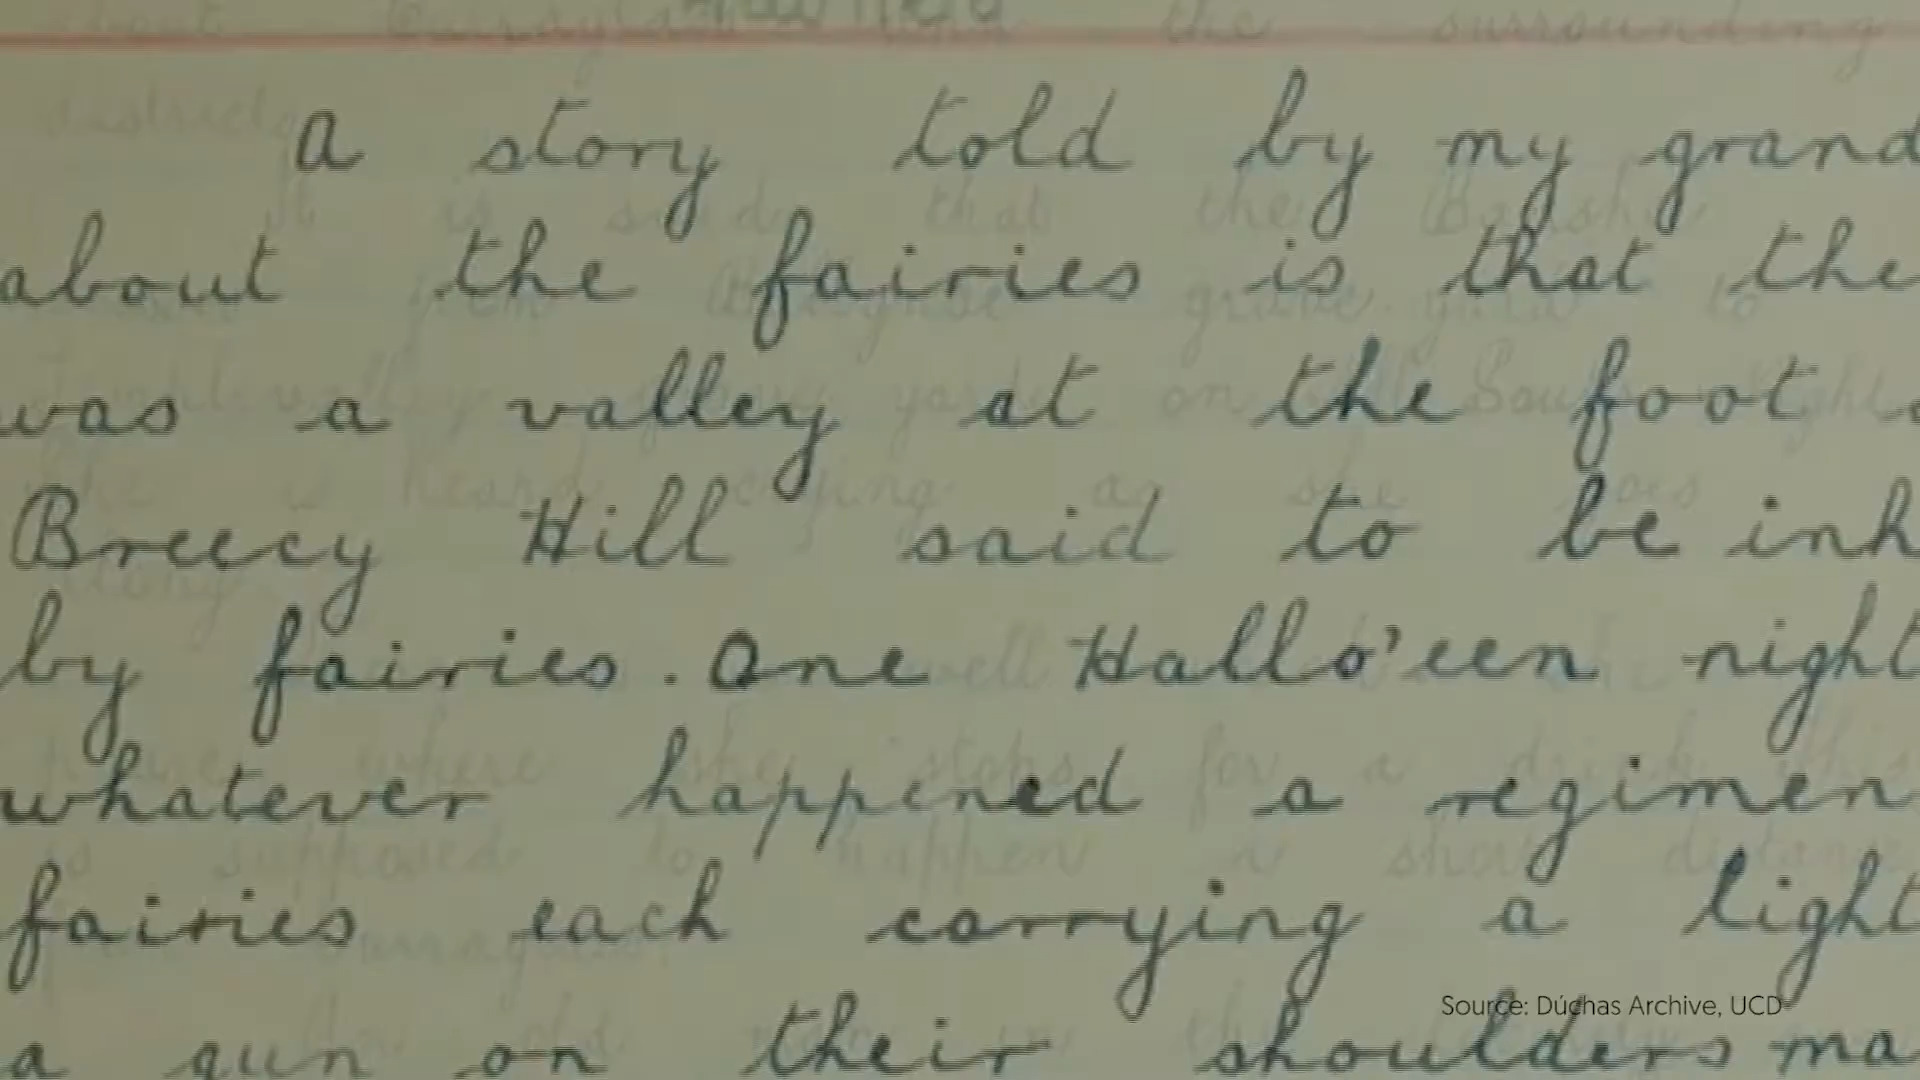 A story told by my grand
about the fairies is that the
was a valley at the foot
Breecy Hill said to be inh
by fairies. One Hallo'een night
whatever happened a regimen
fairies each carrying a light
a gun on their shoulders ma
Source: Dúchas Archive, UCD